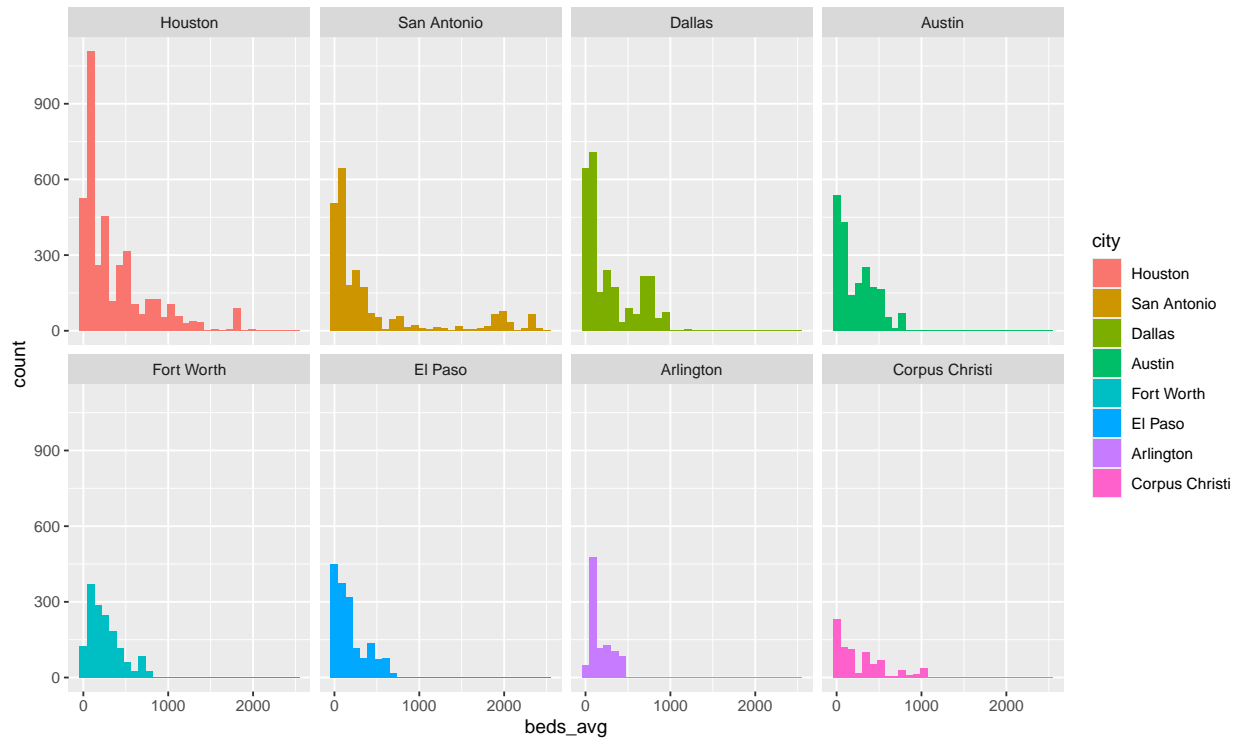 Houston
San Antonio
Dallas
Austin
900
600
300
0
Fort Worth
El Paso
Arlington
Corpus Christi
900
600
300
0
0 1000 2000
0 1000 2000
0 1000 2000
0 1000 2000
beds_avg
count
city
Houston
San Antonio
Dallas
Austin
Fort Worth
El Paso
Arlington
Corpus Christi